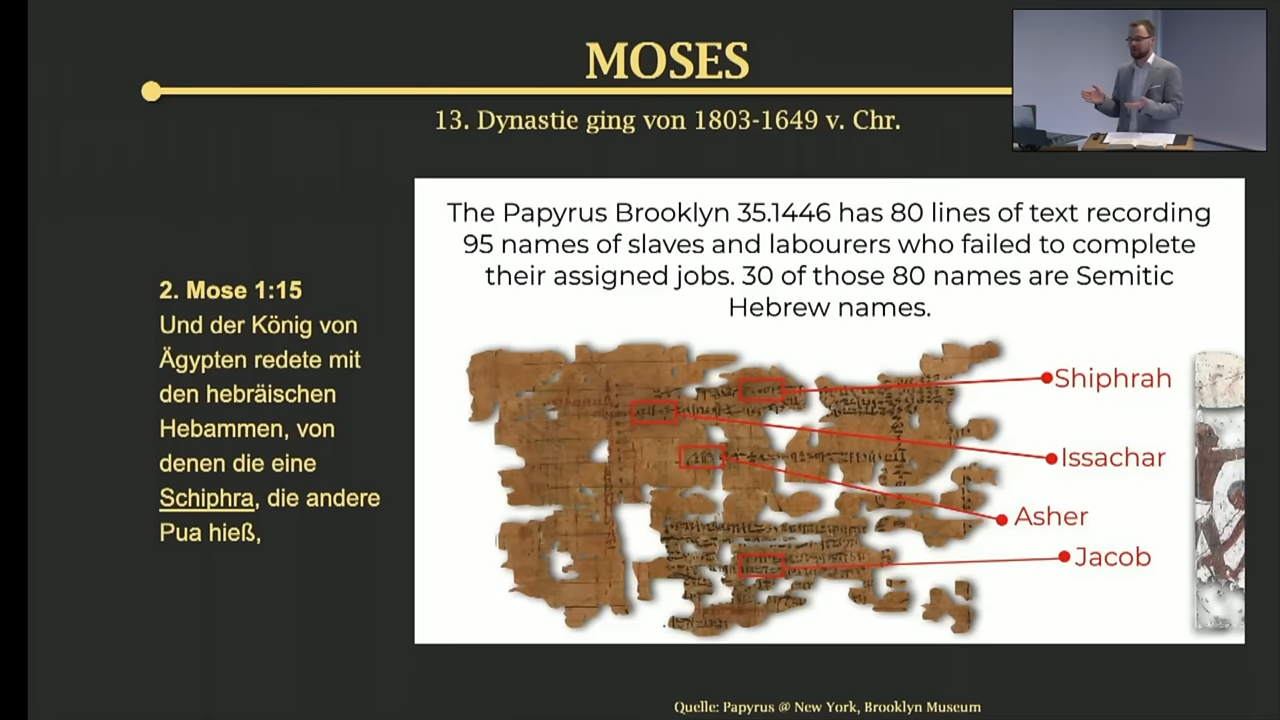 MOSES
13. Dynastie ging von 1803-1649 v. Chr.
2. Mose 1:15
Und der König von
Ägypten redete mit
den hebräischen
Hebammen, von
denen die eine
Schiphra, die andere
Pua hieß,
The Papyrus Brooklyn 35.1446 has 80 lines of text recording
95 names of slaves and labourers who failed to complete
their assigned jobs. 30 of those 80 names are Semitic
Hebrew names.
Shiphrah
Issachar
Asher
Jacob
Quelle: Papyrus @ New York, Brooklyn Museum